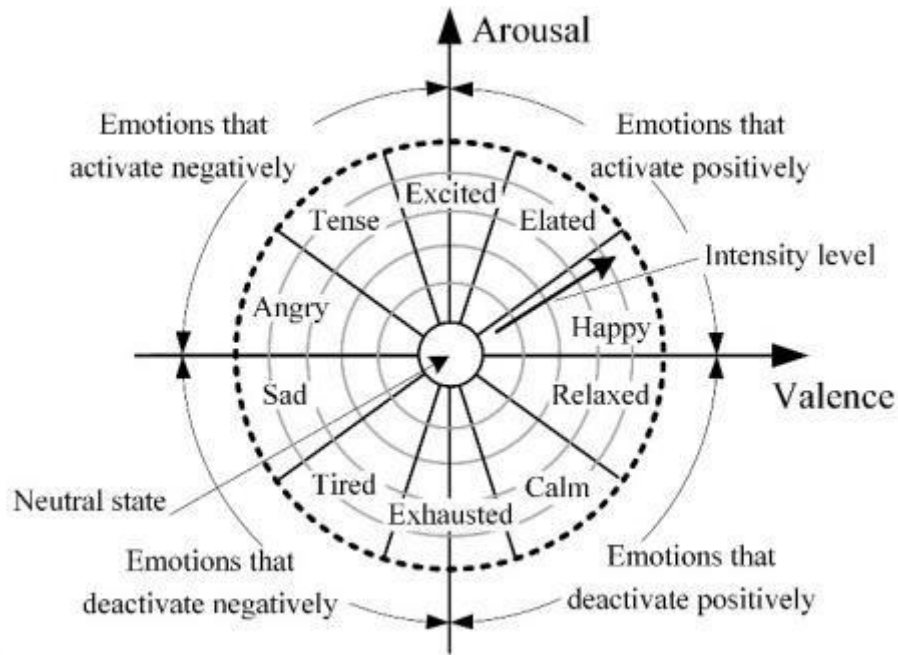 Arousal
Emotions that
activate negatively
Emotions that
activate positively
Excited
Tense
Elated
Intensity level
Angry
Happy
Sad
Relaxed
Valence
Neutral state
Tired
Calm
Exhausted
Emotions that
deactivate negatively
Emotions that
deactivate positively